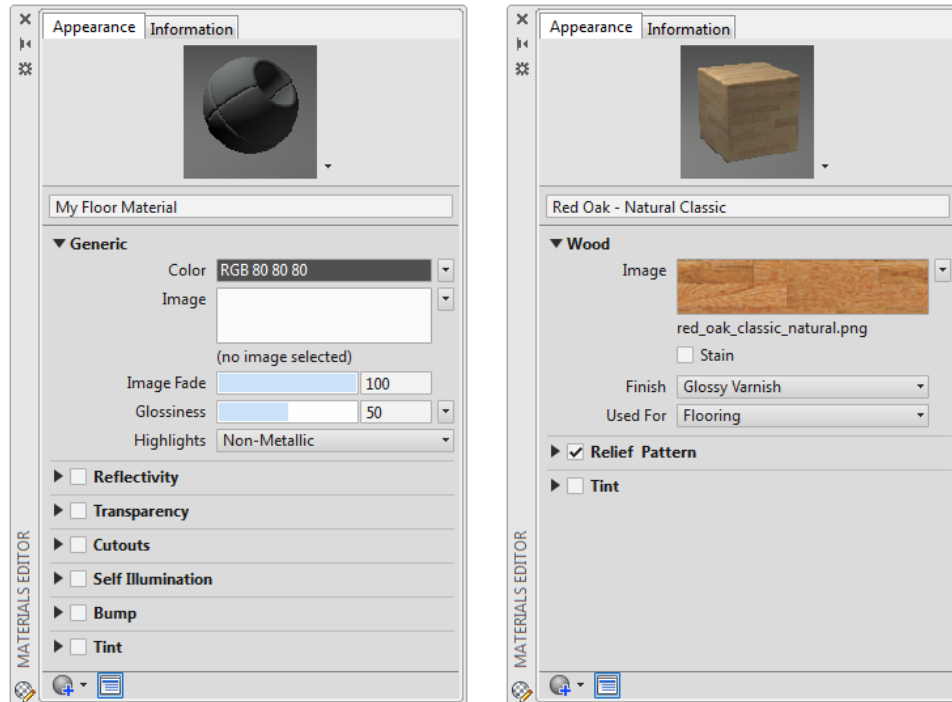 Appearance
Information
My Floor Material
Generic
Color RGB 80 80 80
Image
(no image selected)
Image Fade 100
Glossiness 50
Highlights Non-Metallic
Reflectivity
Transparency
Cutouts
Self Illumination
Bump
Tint
MATERIALS EDITOR
Appearance
Information
Red Oak - Natural Classic
Wood
Image
red_oak_classic_natural.png
Stain
Finish Glossy Varnish
Used For Flooring
Relief Pattern
Tint
MATERIALS EDITOR